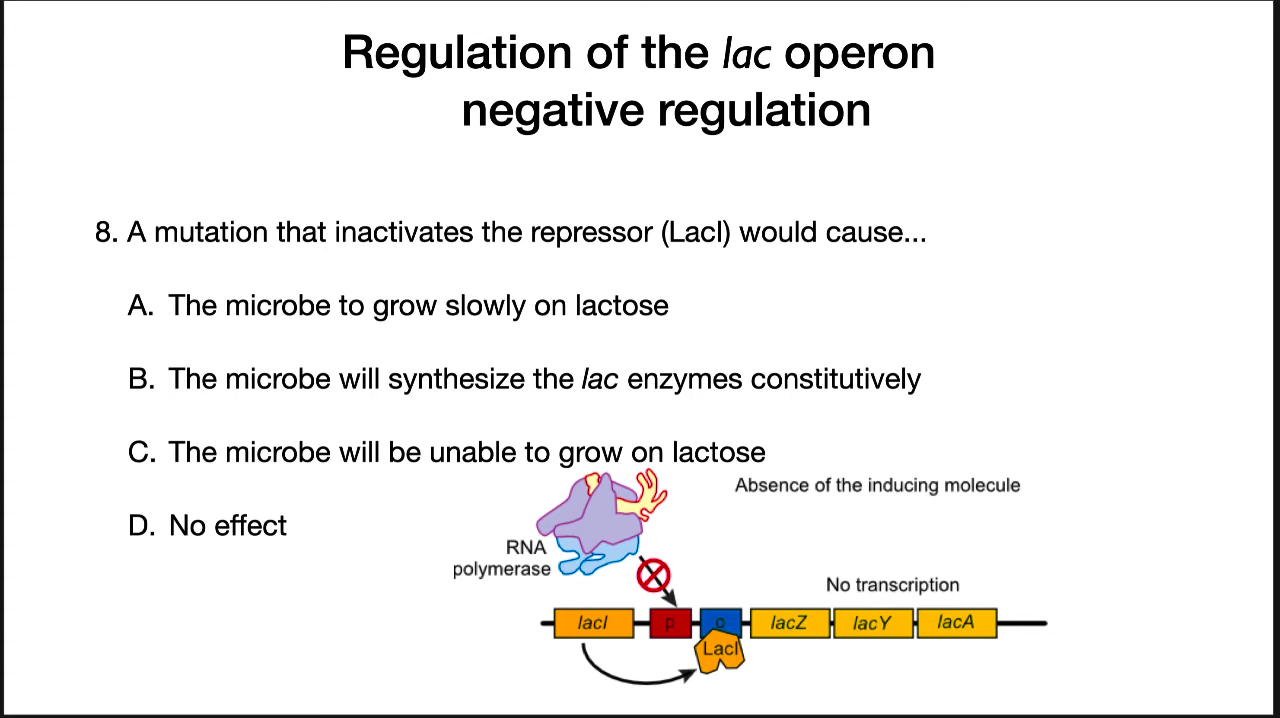 Regulation of the lac operon
negative regulation
8. A mutation that inactivates the repressor (LacI) would cause...
A. The microbe to grow slowly on lactose
B. The microbe will synthesize the lac enzymes constitutively
C. The microbe will be unable to grow on lactose
Absence of the inducing molecule
D. No effect
RNA
polymerase
No transcription
lacI p o lacZ lacY lacA
LacI